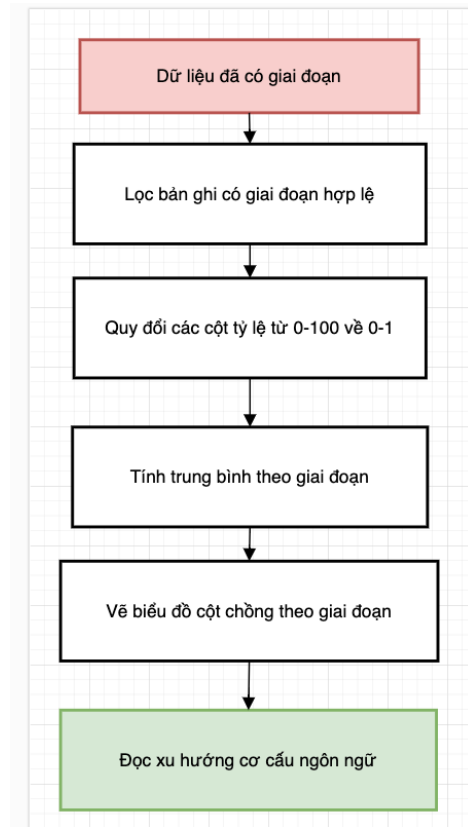 Dữ liệu đã có giai đoạn
Lọc bản ghi có giai đoạn hợp lệ
Quy đổi các cột tỷ lệ từ 0-100 về 0-1
Tính trung bình theo giai đoạn
Vẽ biểu đồ cột chồng theo giai đoạn
Đọc xu hướng cơ cấu ngôn ngữ